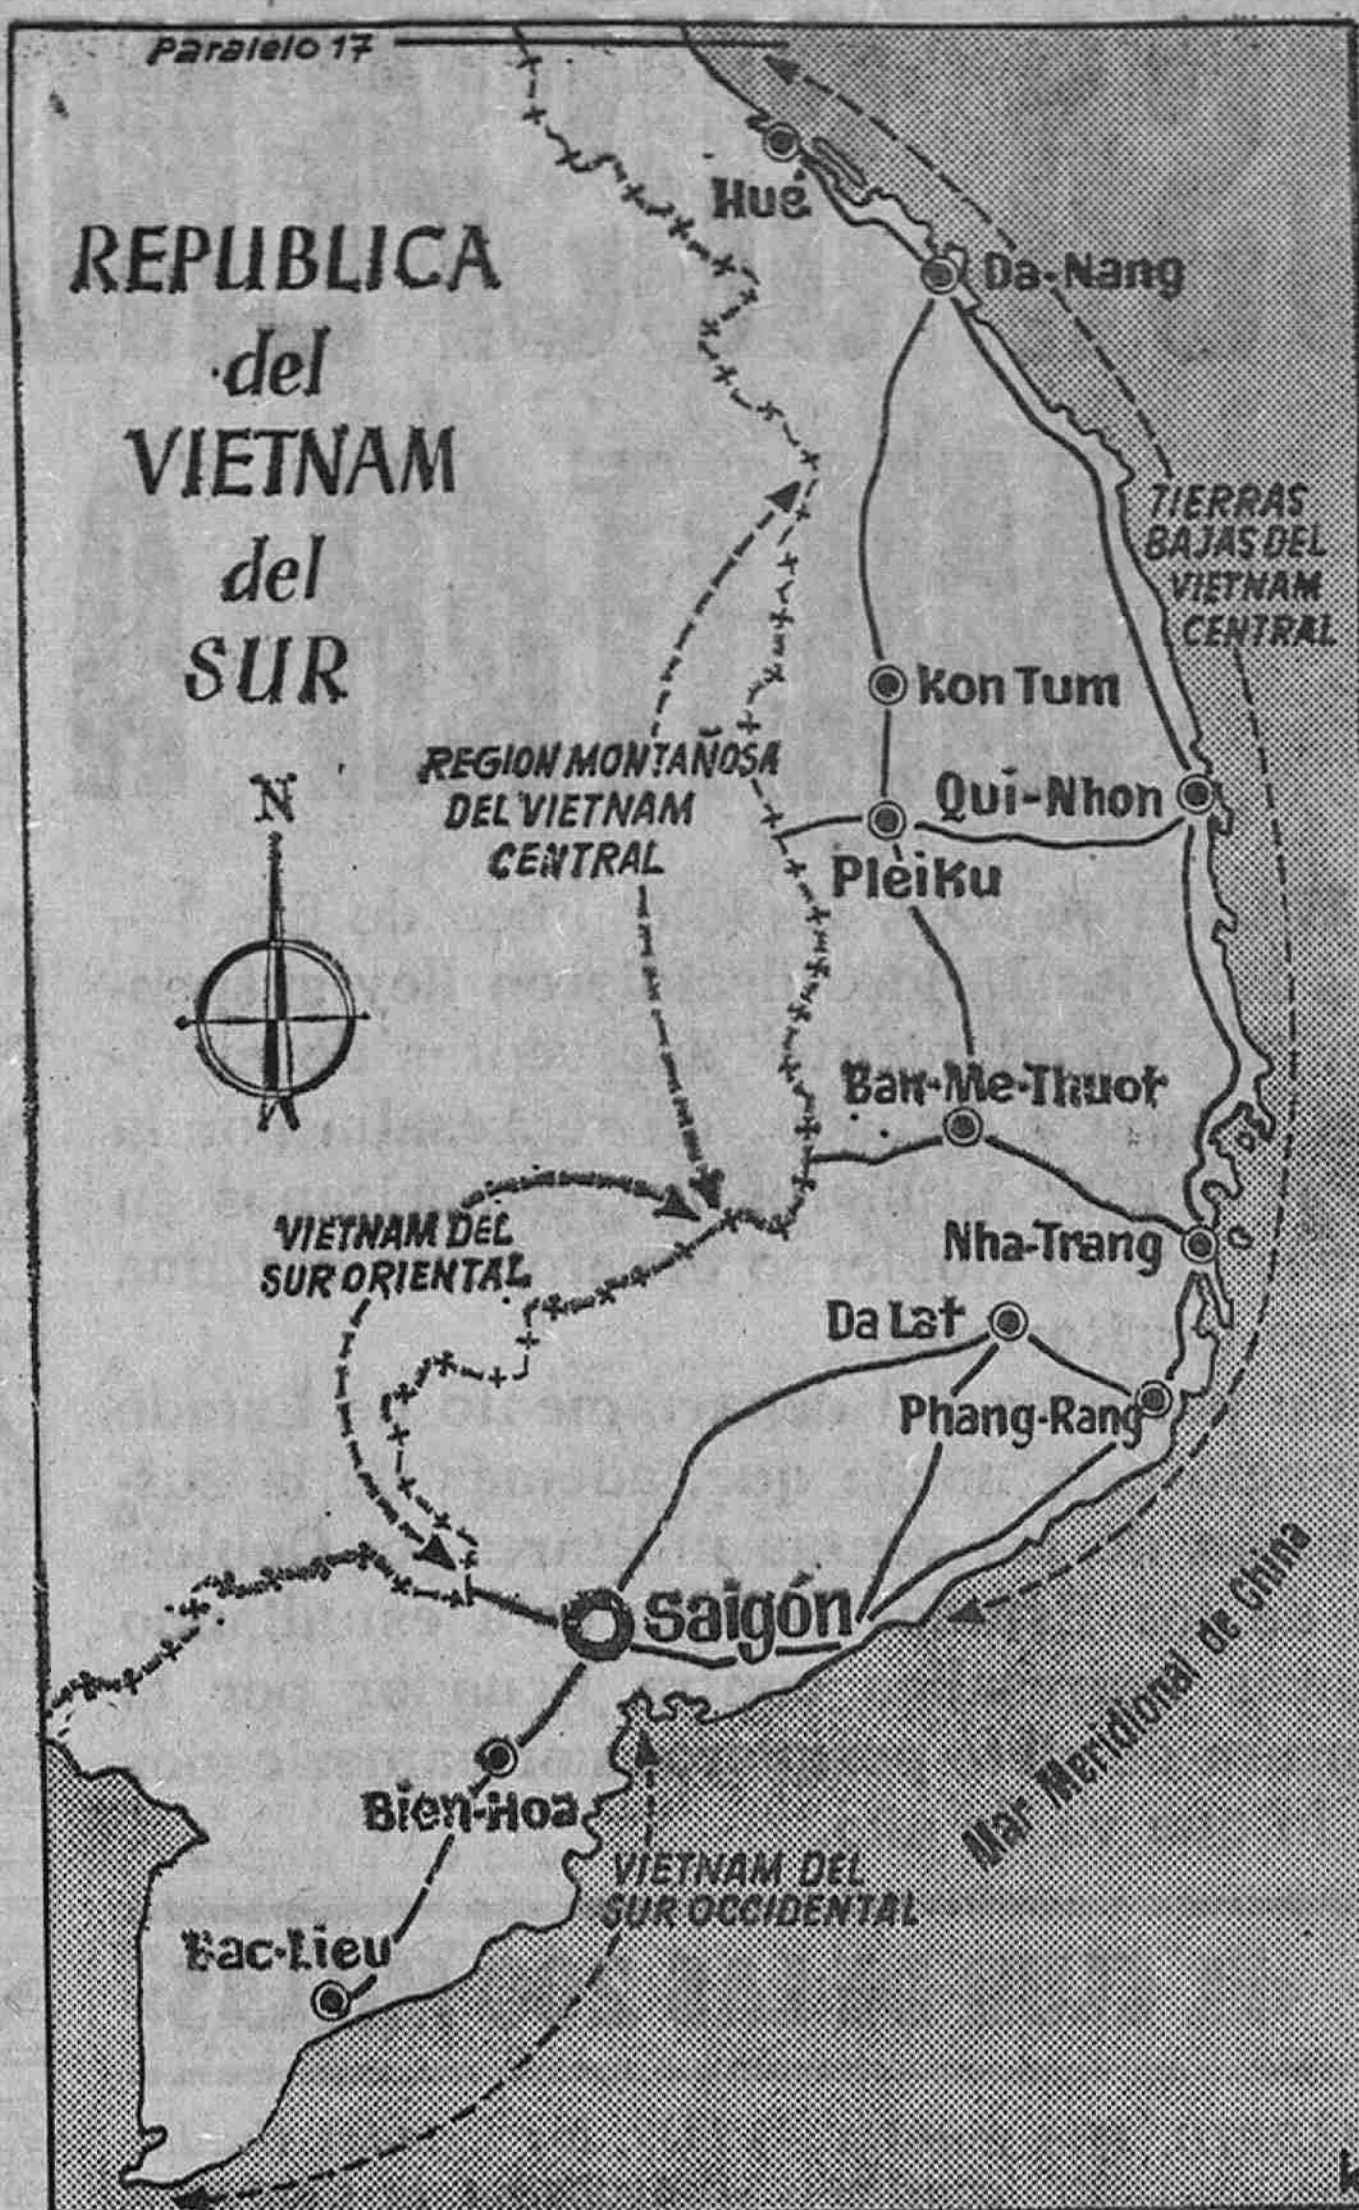 Paralelo 17
Hué
Da-Nang
REPUBLICA
del
VIETNAM
del
SUR
TIERRAS
BAJAS DEL
VIETNAM
CENTRAL
Kon Tum
REGION MONTAÑOSA
DEL VIETNAM
CENTRAL
N
Qui-Nhon
Pleiku
Ban-Me-Thuot
VIETNAM DEL
SUR ORIENTAL
Nha-Trang
Da Lat
Phang-Rang
Saigón
Mar Meridional de China
Bien-Hoa
VIETNAM DEL
SUR OCCIDENTAL
Bac-Lieu